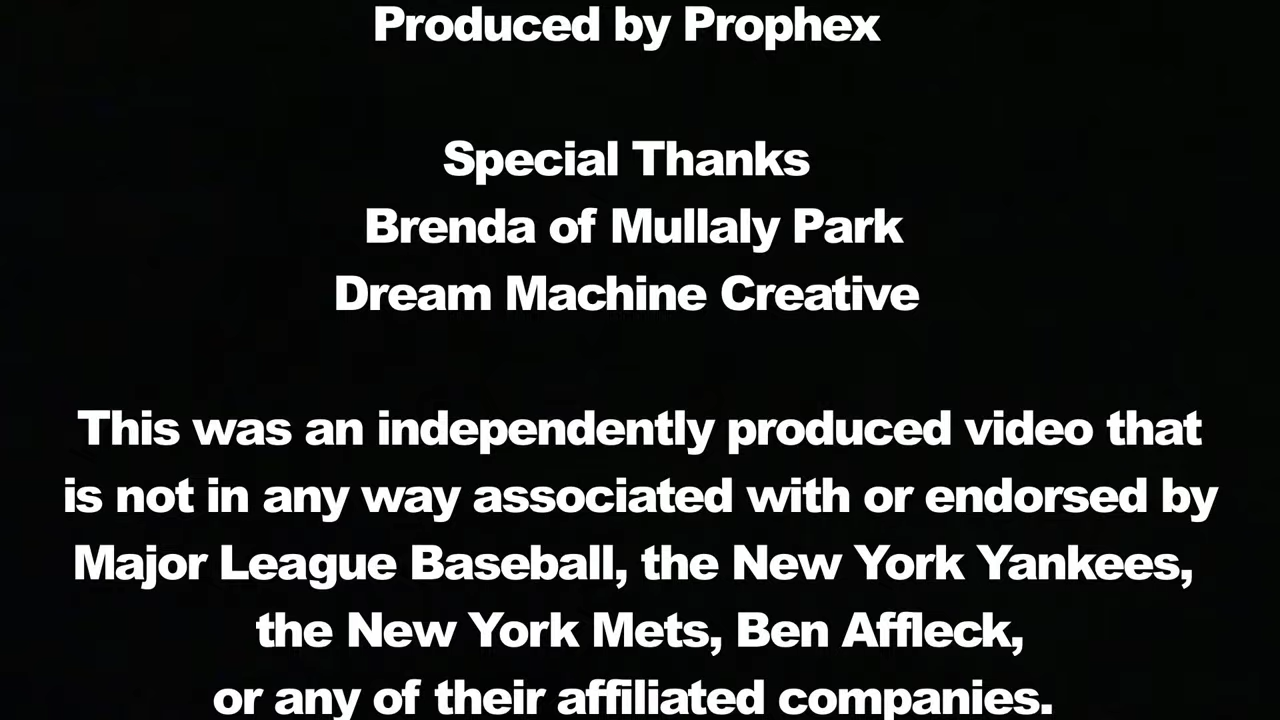 Produced by Prophex
Special Thanks
Brenda of Mullaly Park
Dream Machine Creative
This was an independently produced video that
is not in any way associated with or endorsed by
Major League Baseball, the New York Yankees,
the New York Mets, Ben Affleck,
or any of their affiliated companies.